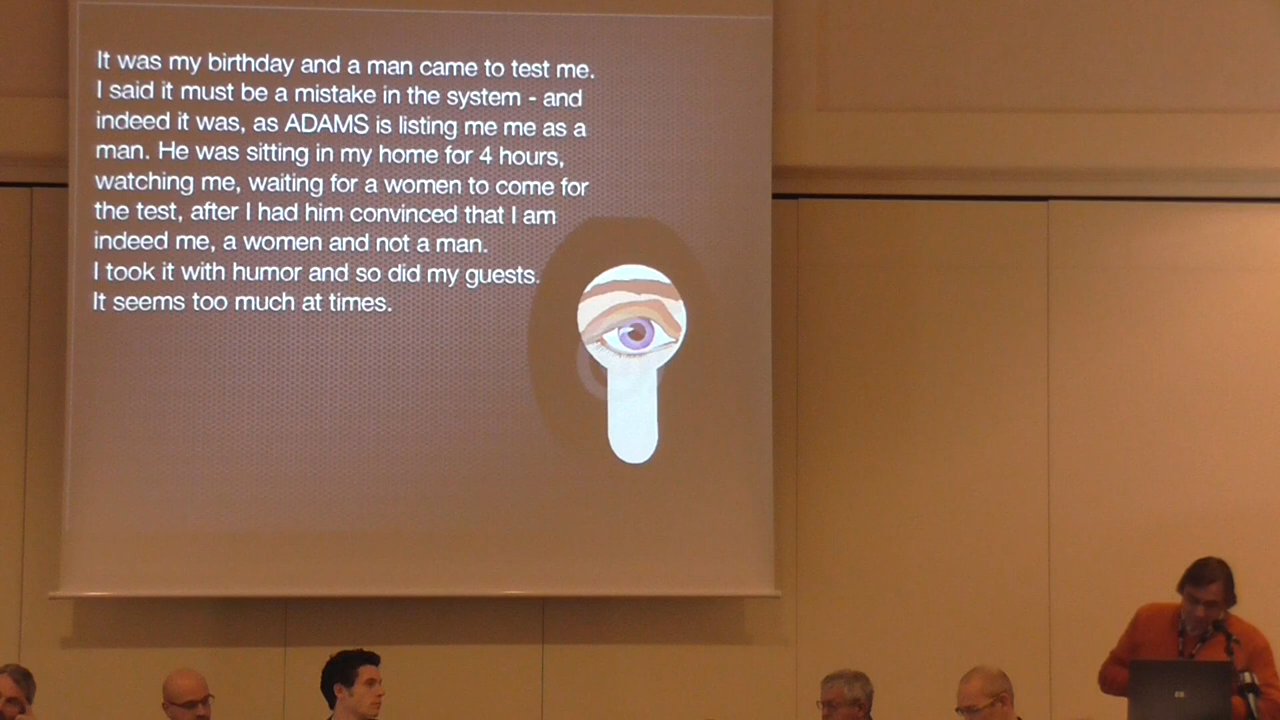 It was my birthday and a man came to test me.
I said it must be a mistake in the system - and
indeed it was, as ADAMS is listing me me as a
man. He was sitting in my home for 4 hours,
watching me, waiting for a women to come for
the test, after I had him convinced that I am
indeed me, a women and not a man.
I took it with humor and so did my guests.
It seems too much at times.